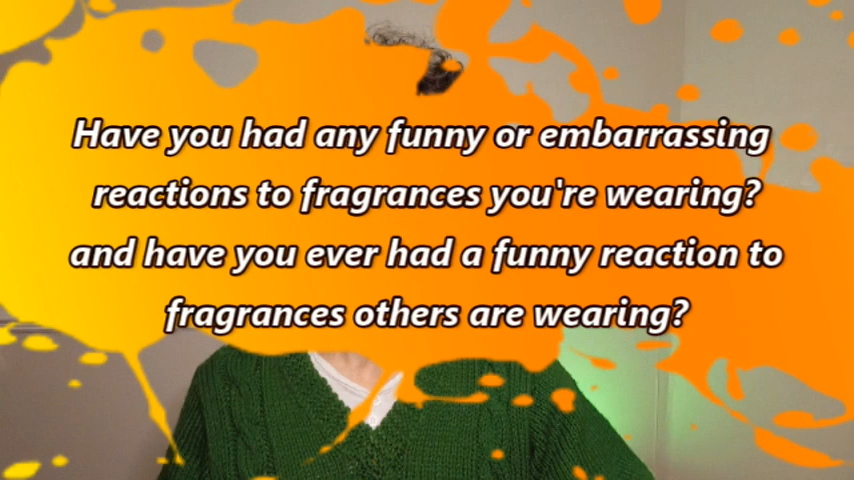 Have you had any funny or embarrassing
reactions to fragrances you're wearing?
and have you ever had a funny reaction to
fragrances others are wearing?